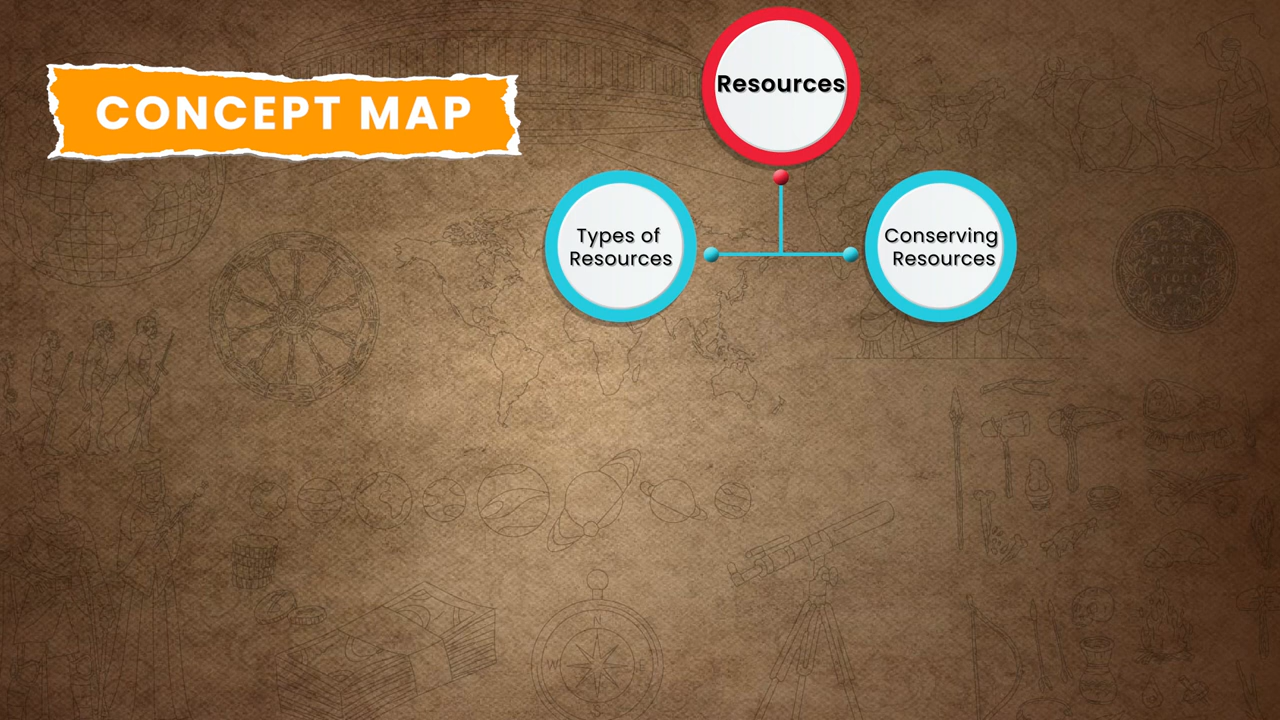 CONCEPT MAP
Resources
Types of
Resources
Conserving
Resources
N
W
E